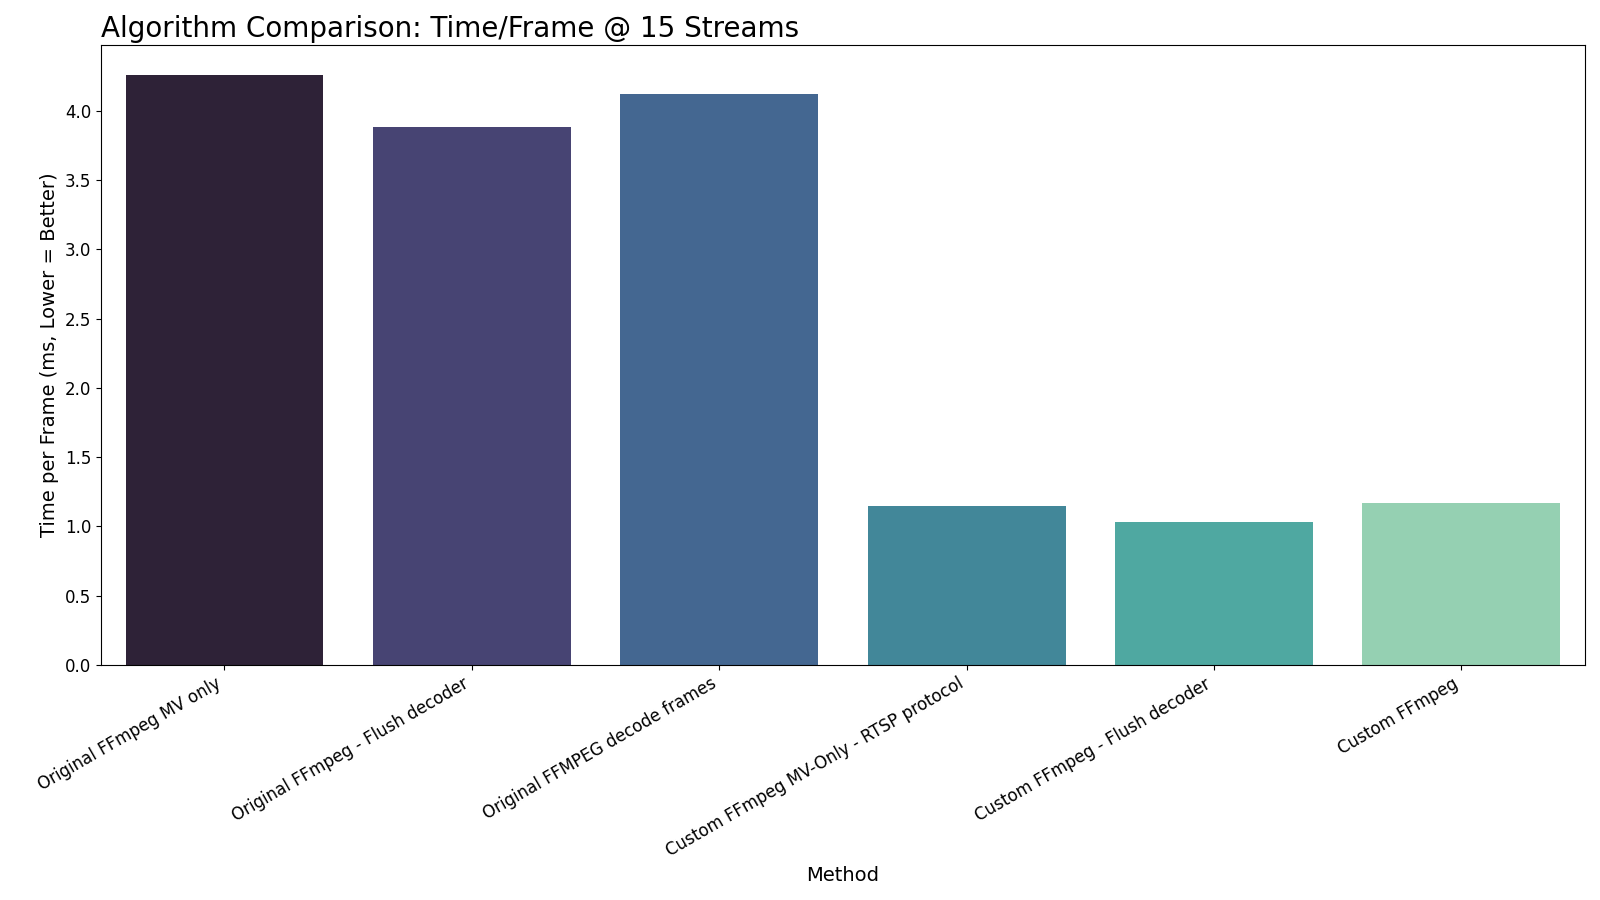 Algorithm Comparison: Time/Frame @ 15 Streams
Time per Frame (ms, Lower = Better)
4.0
3.5
3.0
2.5
2.0
1.5
1.0
0.5
0.0
Original FFmpeg MV only
Original FFmpeg - Flush decoder
Original FFMPEG decode frames
Custom FFmpeg MV-Only - RTSP protocol
Custom FFmpeg - Flush decoder
Custom FFmpeg
Method